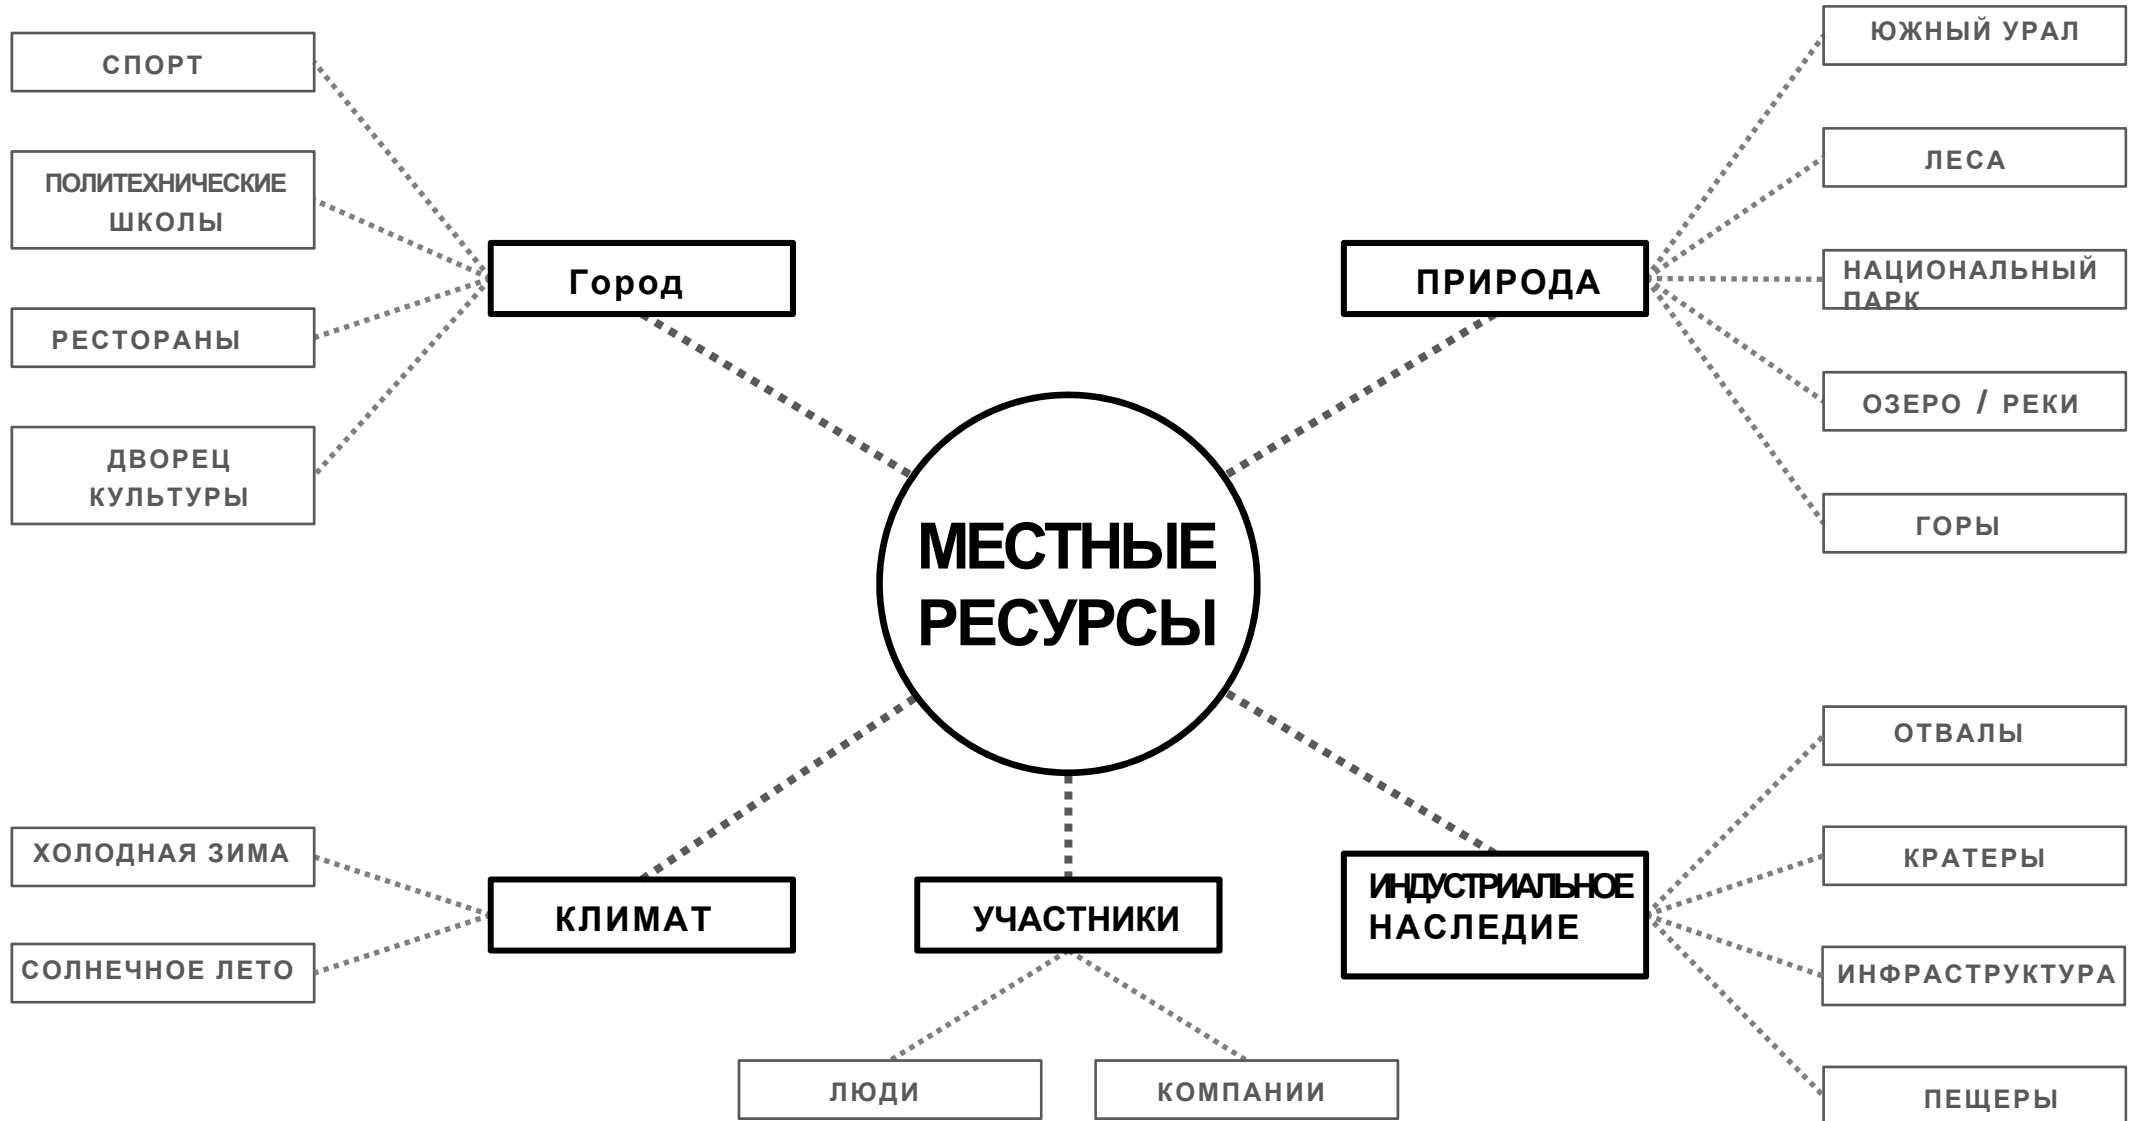 СПОРТ
ПОЛИТЕХНИЧЕСКИЕ
ШКОЛЫ
РЕСТОРАНЫ
ДВОРЕЦ
КУЛЬТУРЫ
Город
ПРИРОДА
ЮЖНЫЙ УРАЛ
ЛЕСА
НАЦИОНАЛЬНЫЙ
ПАРК
ОЗЕРО / РЕКИ
ГОРЫ
МЕСТНЫЕ
РЕСУРСЫ
ХОЛОДНАЯ ЗИМА
СОЛНЕЧНОЕ ЛЕТО
КЛИМАТ
УЧАСТНИКИ
ЛЮДИ
КОМПАНИИ
ИНДУСТРИАЛЬНОЕ
НАСЛЕДИЕ
ОТВАЛЫ
КРАТЕРЫ
ИНФРАСТРУКТУРА
ПЕЩЕРЫ